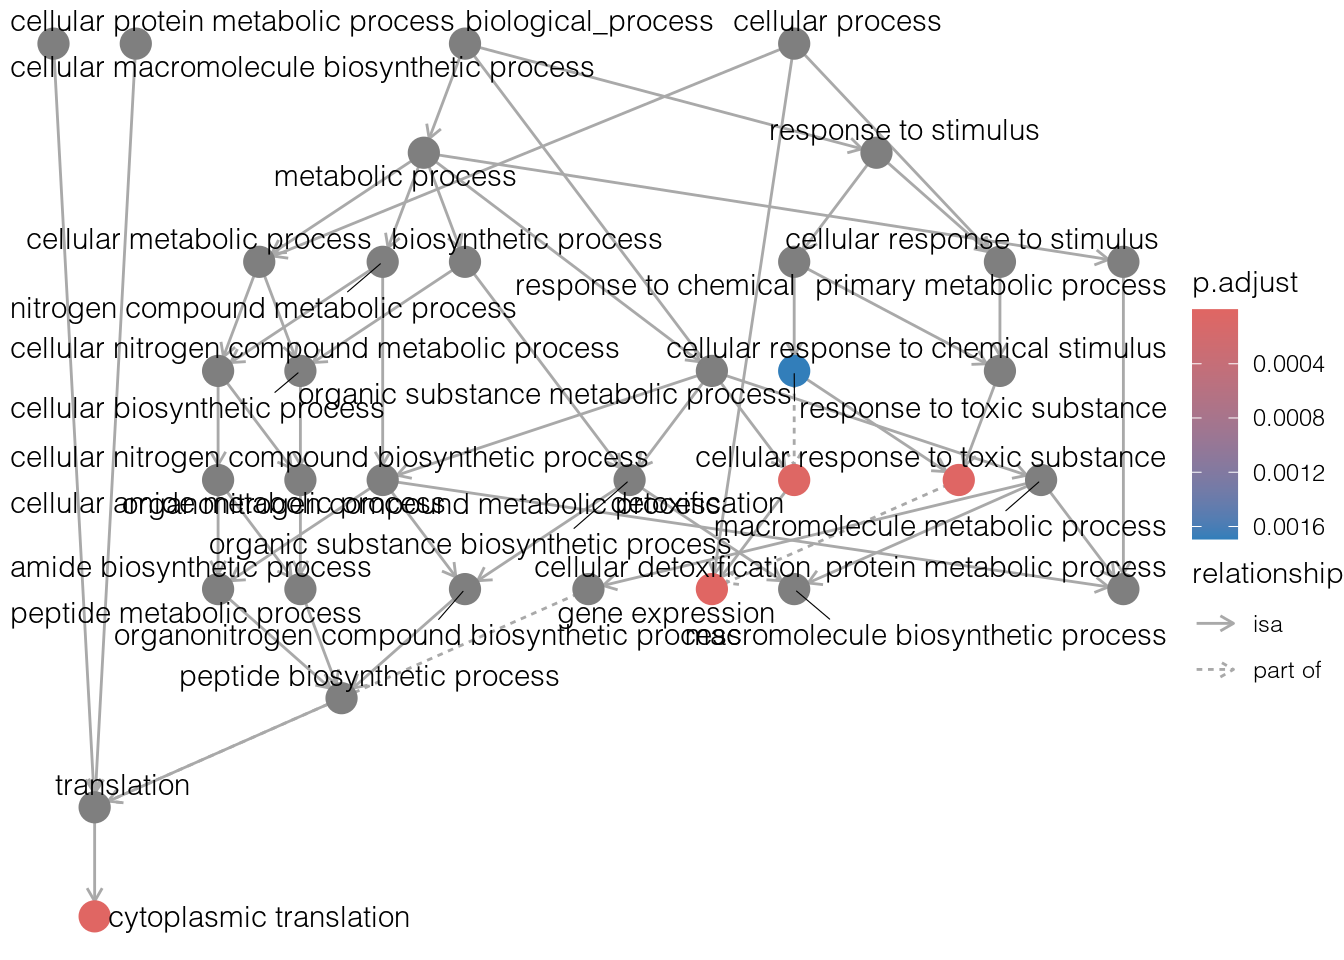 cellular protein metabolic process
biological_process
cellular process
cellular macromolecule biosynthetic process
response to stimulus
metabolic process
cellular metabolic process
biosynthetic process
cellular response to stimulus
response to chemical
primary metabolic process
p.adjust
nitrogen compound metabolic process
cellular nitrogen compound metabolic process
cellular response to chemical stimulus
0.0004
organic substance metabolic process
cellular biosynthetic process
response to toxic substance
0.0008
cellular nitrogen compound biosynthetic process
cellular response to toxic substance
0.0012
cellular amide metabolic process
organonitrogen compound metabolic process
detoxification
macromolecule metabolic process
0.0016
organic substance biosynthetic process
amide biosynthetic process
cellular detoxification
protein metabolic process
relationship
peptide metabolic process
gene expression
isa
organonitrogen compound biosynthetic process
macromolecule biosynthetic process
peptide biosynthetic process
part of
translation
cytoplasmic translation